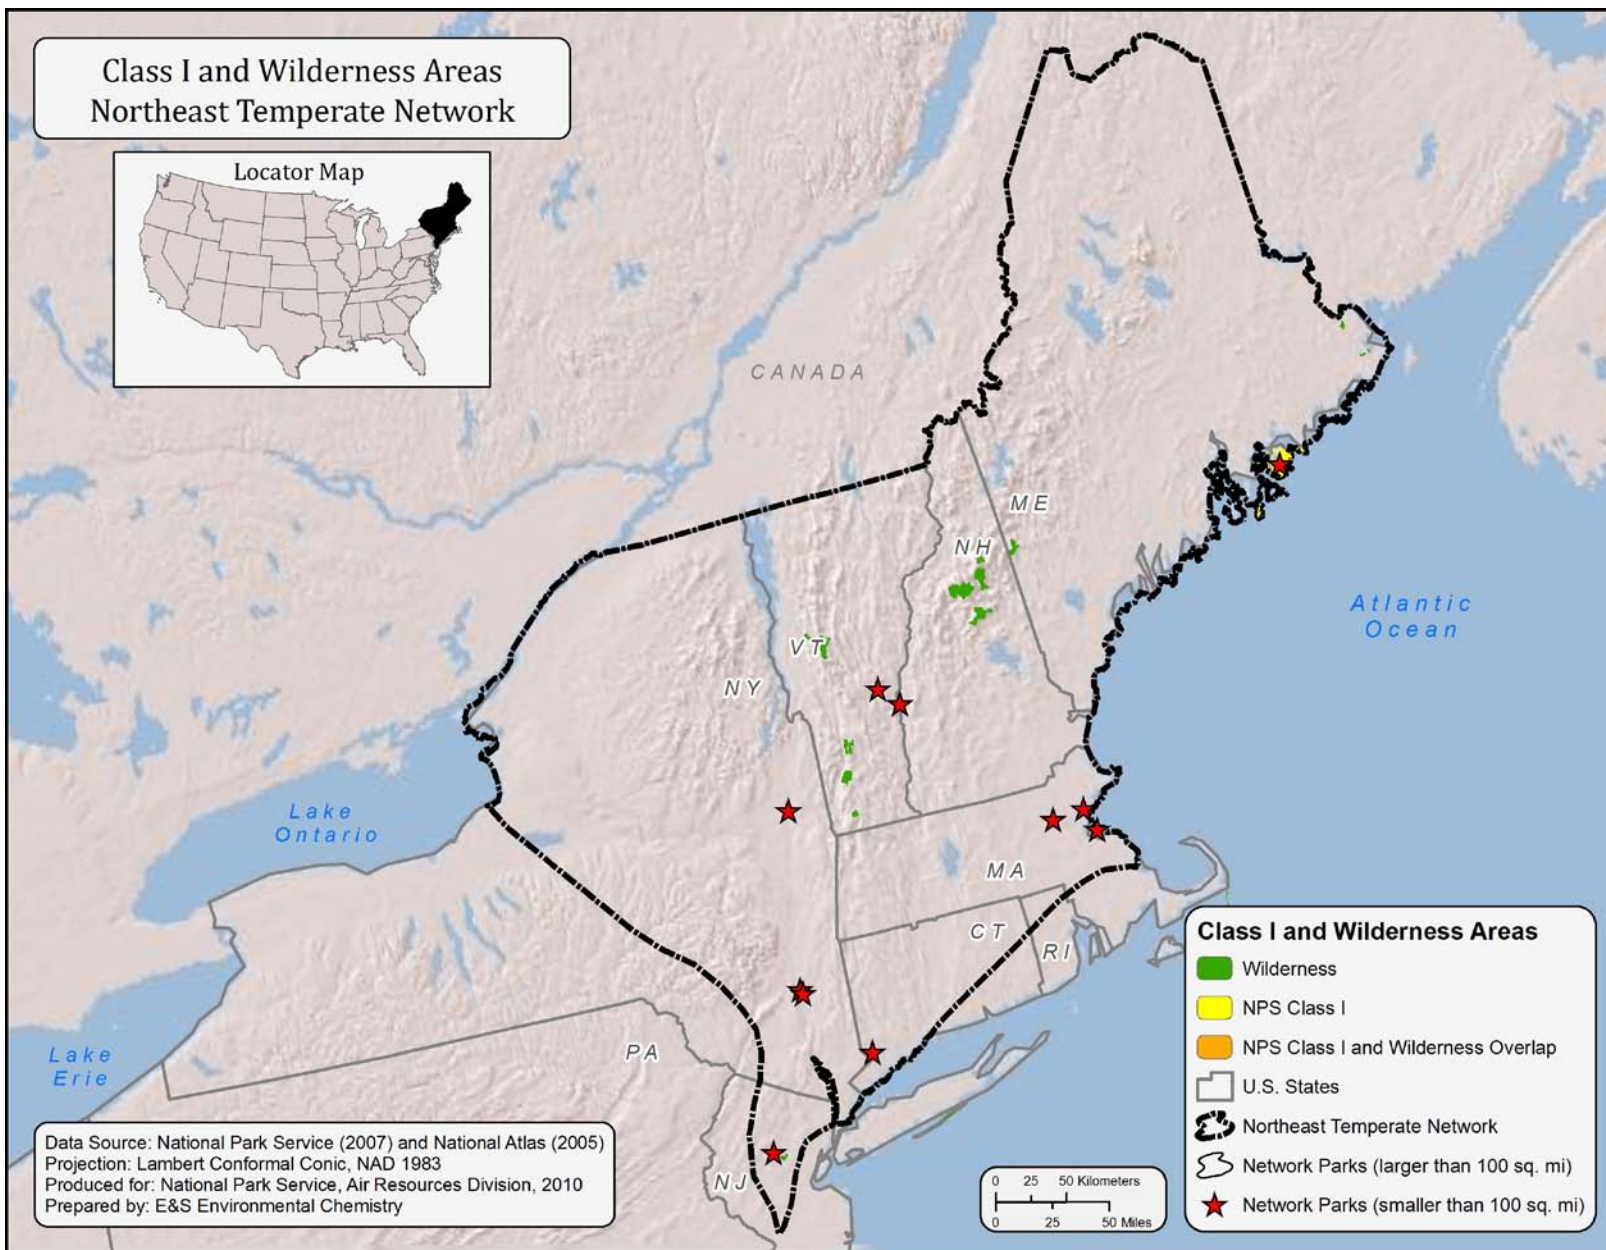 Class I and Wilderness Areas
Northeast Temperate Network
Locator Map
CANADA
ME
NH
Atlantic
Ocean
VT
NY
Lake
Ontario
MA
CT
RI
PA
Lake
Erie
NJ
Class I and Wilderness Areas
Wilderness
NPS Class I
NPS Class I and Wilderness Overlap
U.S. States
Northeast Temperate Network
Network Parks (larger than 100 sq. mi)
Network Parks (smaller than 100 sq. mi)
Data Source: National Park Service (2007) and National Atlas (2005)
Projection: Lambert Conformal Conic, NAD 1983
Produced for: National Park Service, Air Resources Division, 2010
Prepared by: E&S Environmental Chemistry
0 25 50 Kilometers
0 25 50 Miles